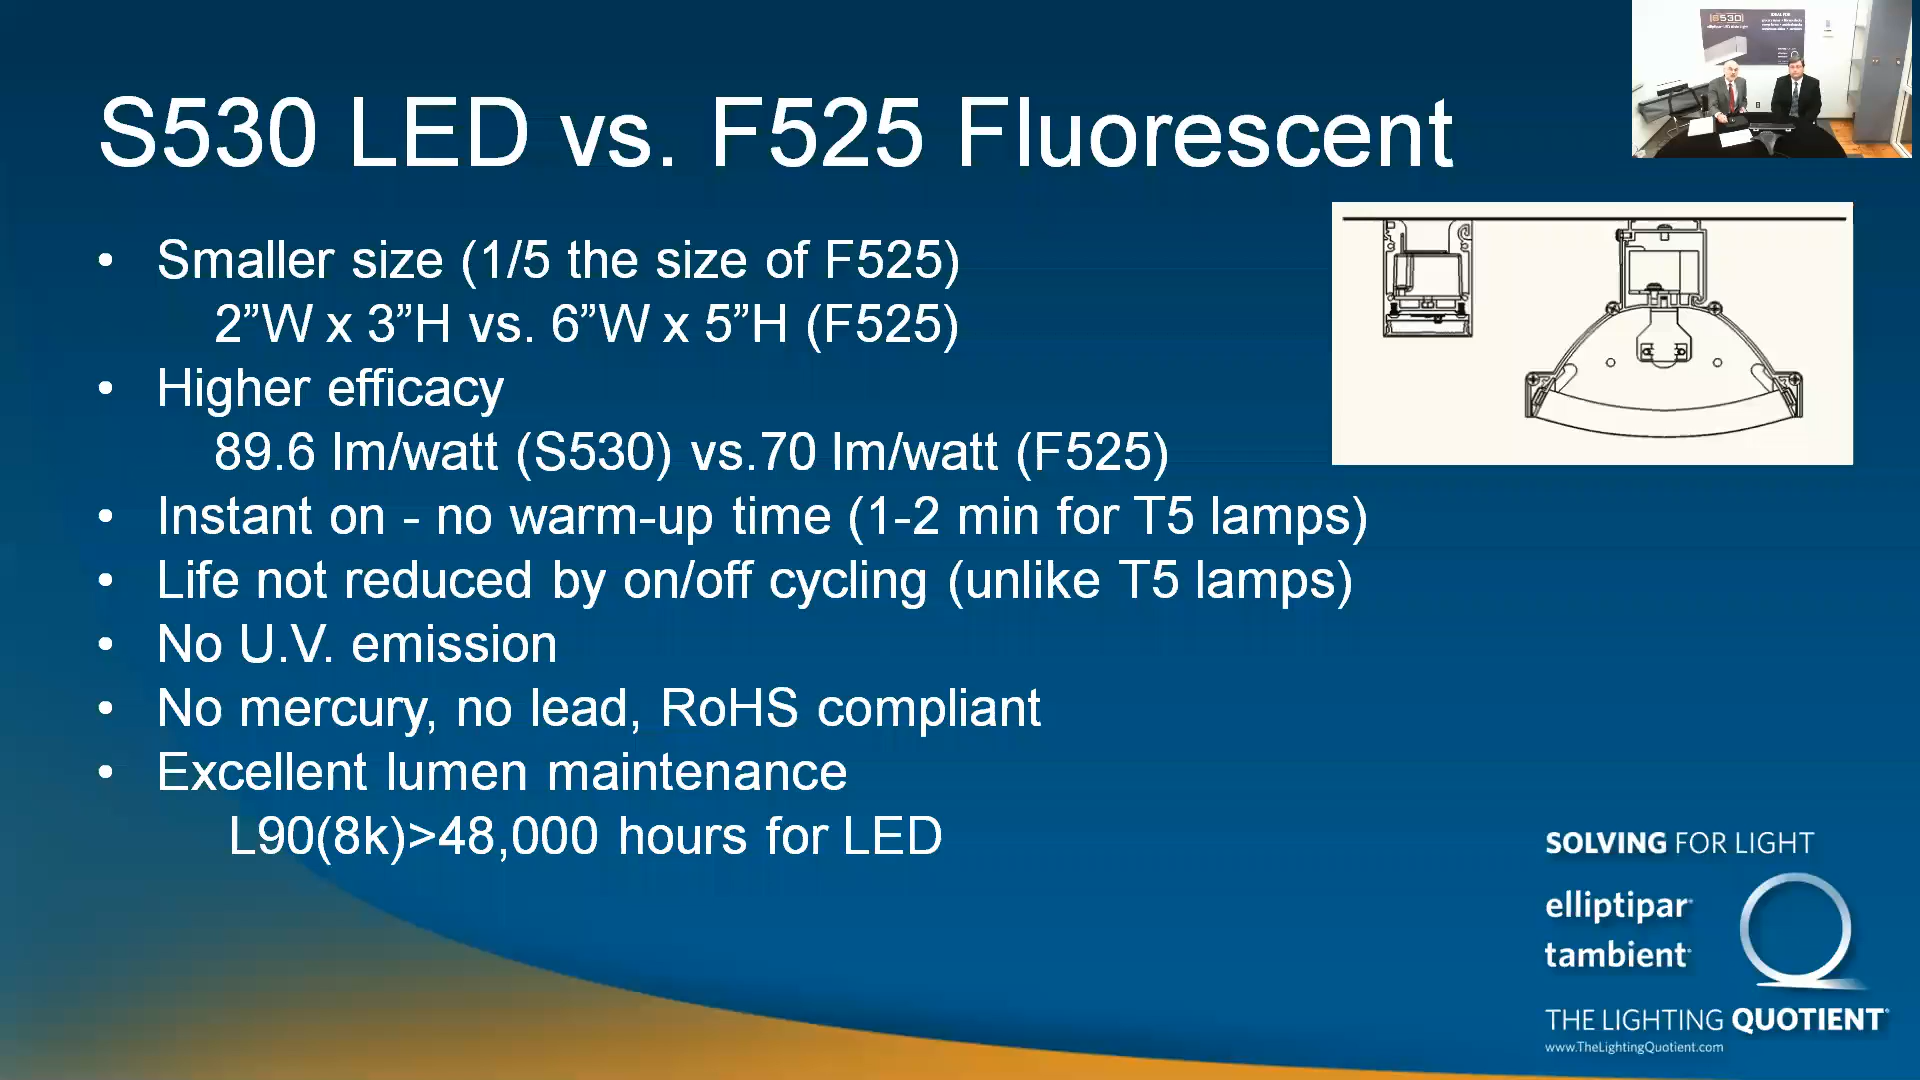 S530 LED vs. F525 Fluorescent
• Smaller size (1/5 the size of F525)
2”W x 3”H vs. 6”W x 5”H (F525)
• Higher efficacy
89.6 lm/watt (S530) vs.70 lm/watt (F525)
• Instant on - no warm-up time (1-2 min for T5 lamps)
• Life not reduced by on/off cycling (unlike T5 lamps)
• No U.V. emission
• No mercury, no lead, RoHS compliant
• Excellent lumen maintenance
L90(8k)>48,000 hours for LED
S530
IDEAL FOR
SOLVING FOR LIGHT
elliptipar®
tambient®
THE LIGHTING QUOTIENT®
www.TheLightingQuotient.com